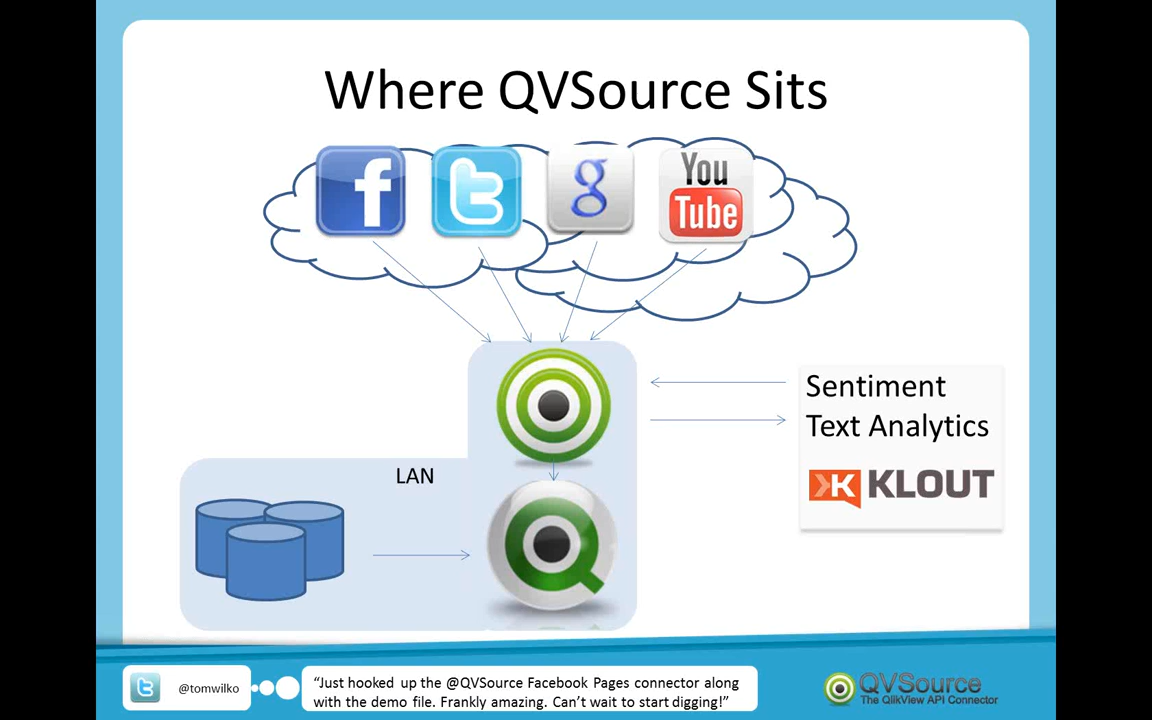 Where QVSource Sits
f
t
g
You
Tube
Sentiment
Text Analytics
KLOUT
LAN
@tomwilko
“Just hooked up the @QVSource Facebook Pages connector along
with the demo file. Frankly amazing. Can’t wait to start digging!”
QVSource
The QlikView API Connector